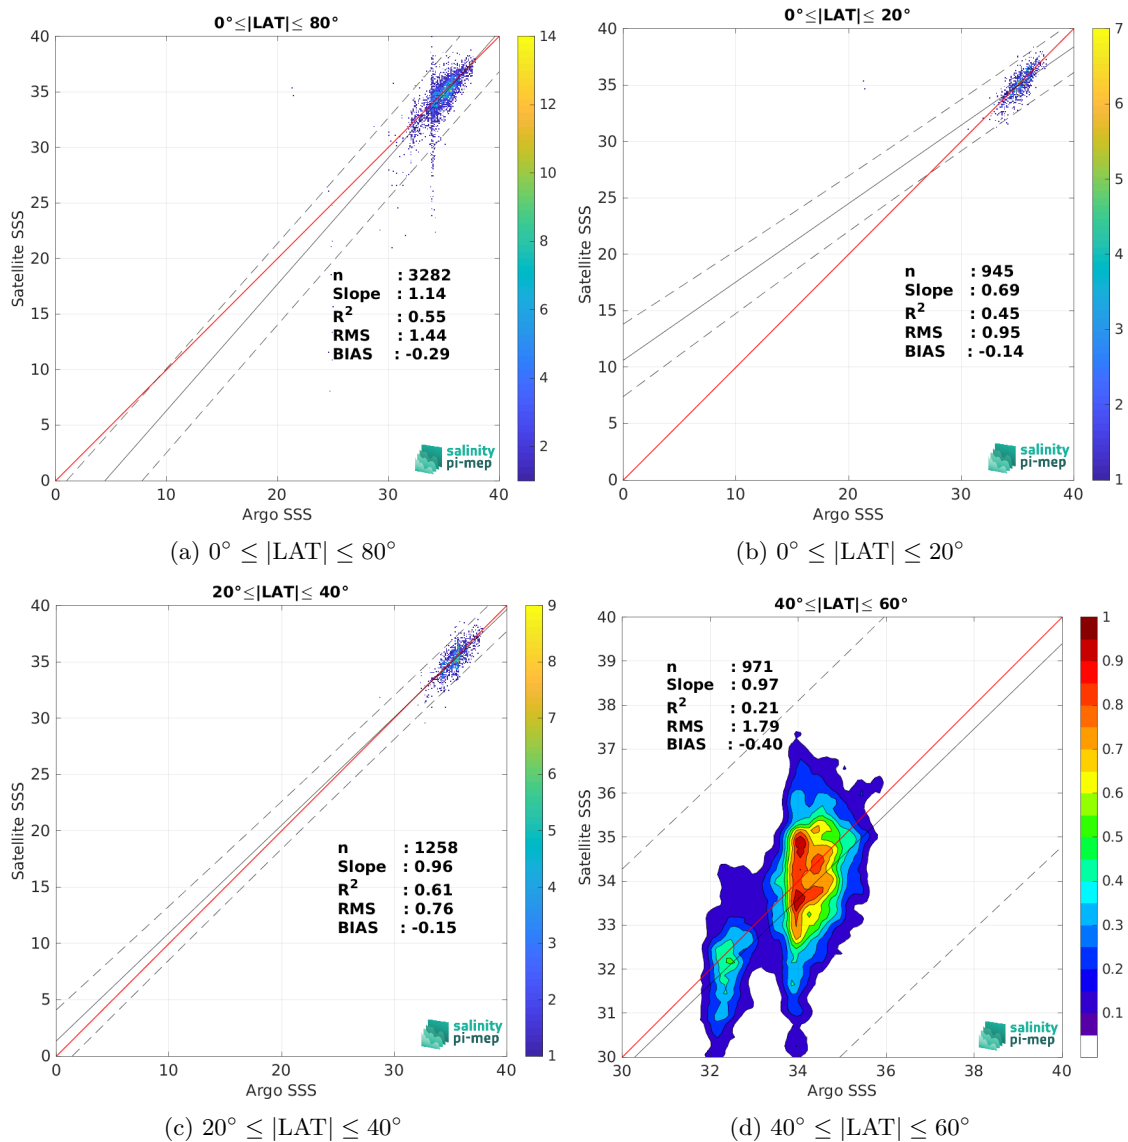 0°≤|LAT|≤ 80°
40
35
30
25
20
15
10
5
0
0
10
20
30
40
Satellite SSS
Argo SSS
n : 3282
Slope : 1.14
R² : 0.55
RMS : 1.44
BIAS : -0.29
salinity
pi-mep
14
12
10
8
6
4
2
(a) 0° ≤ |LAT| ≤ 80°
0°≤|LAT|≤ 20°
40
35
30
25
20
15
10
5
0
0
10
20
30
40
Satellite SSS
Argo SSS
n : 945
Slope : 0.69
R² : 0.45
RMS : 0.95
BIAS : -0.14
salinity
pi-mep
7
6
5
4
3
2
1
(b) 0° ≤ |LAT| ≤ 20°
20°≤|LAT|≤ 40°
40
35
30
25
20
15
10
5
0
0
10
20
30
40
Satellite SSS
Argo SSS
n : 1258
Slope : 0.96
R² : 0.61
RMS : 0.76
BIAS : -0.15
salinity
pi-mep
9
8
7
6
5
4
3
2
1
(c) 20° ≤ |LAT| ≤ 40°
40°≤|LAT|≤ 60°
40
39
38
37
36
35
34
33
32
31
30
30
32
34
36
38
40
Satellite SSS
Argo SSS
n : 971
Slope : 0.97
R² : 0.21
RMS : 1.79
BIAS : -0.40
salinity
pi-mep
1
0.9
0.8
0.7
0.6
0.5
0.4
0.3
0.2
0.1
(d) 40° ≤ |LAT| ≤ 60°